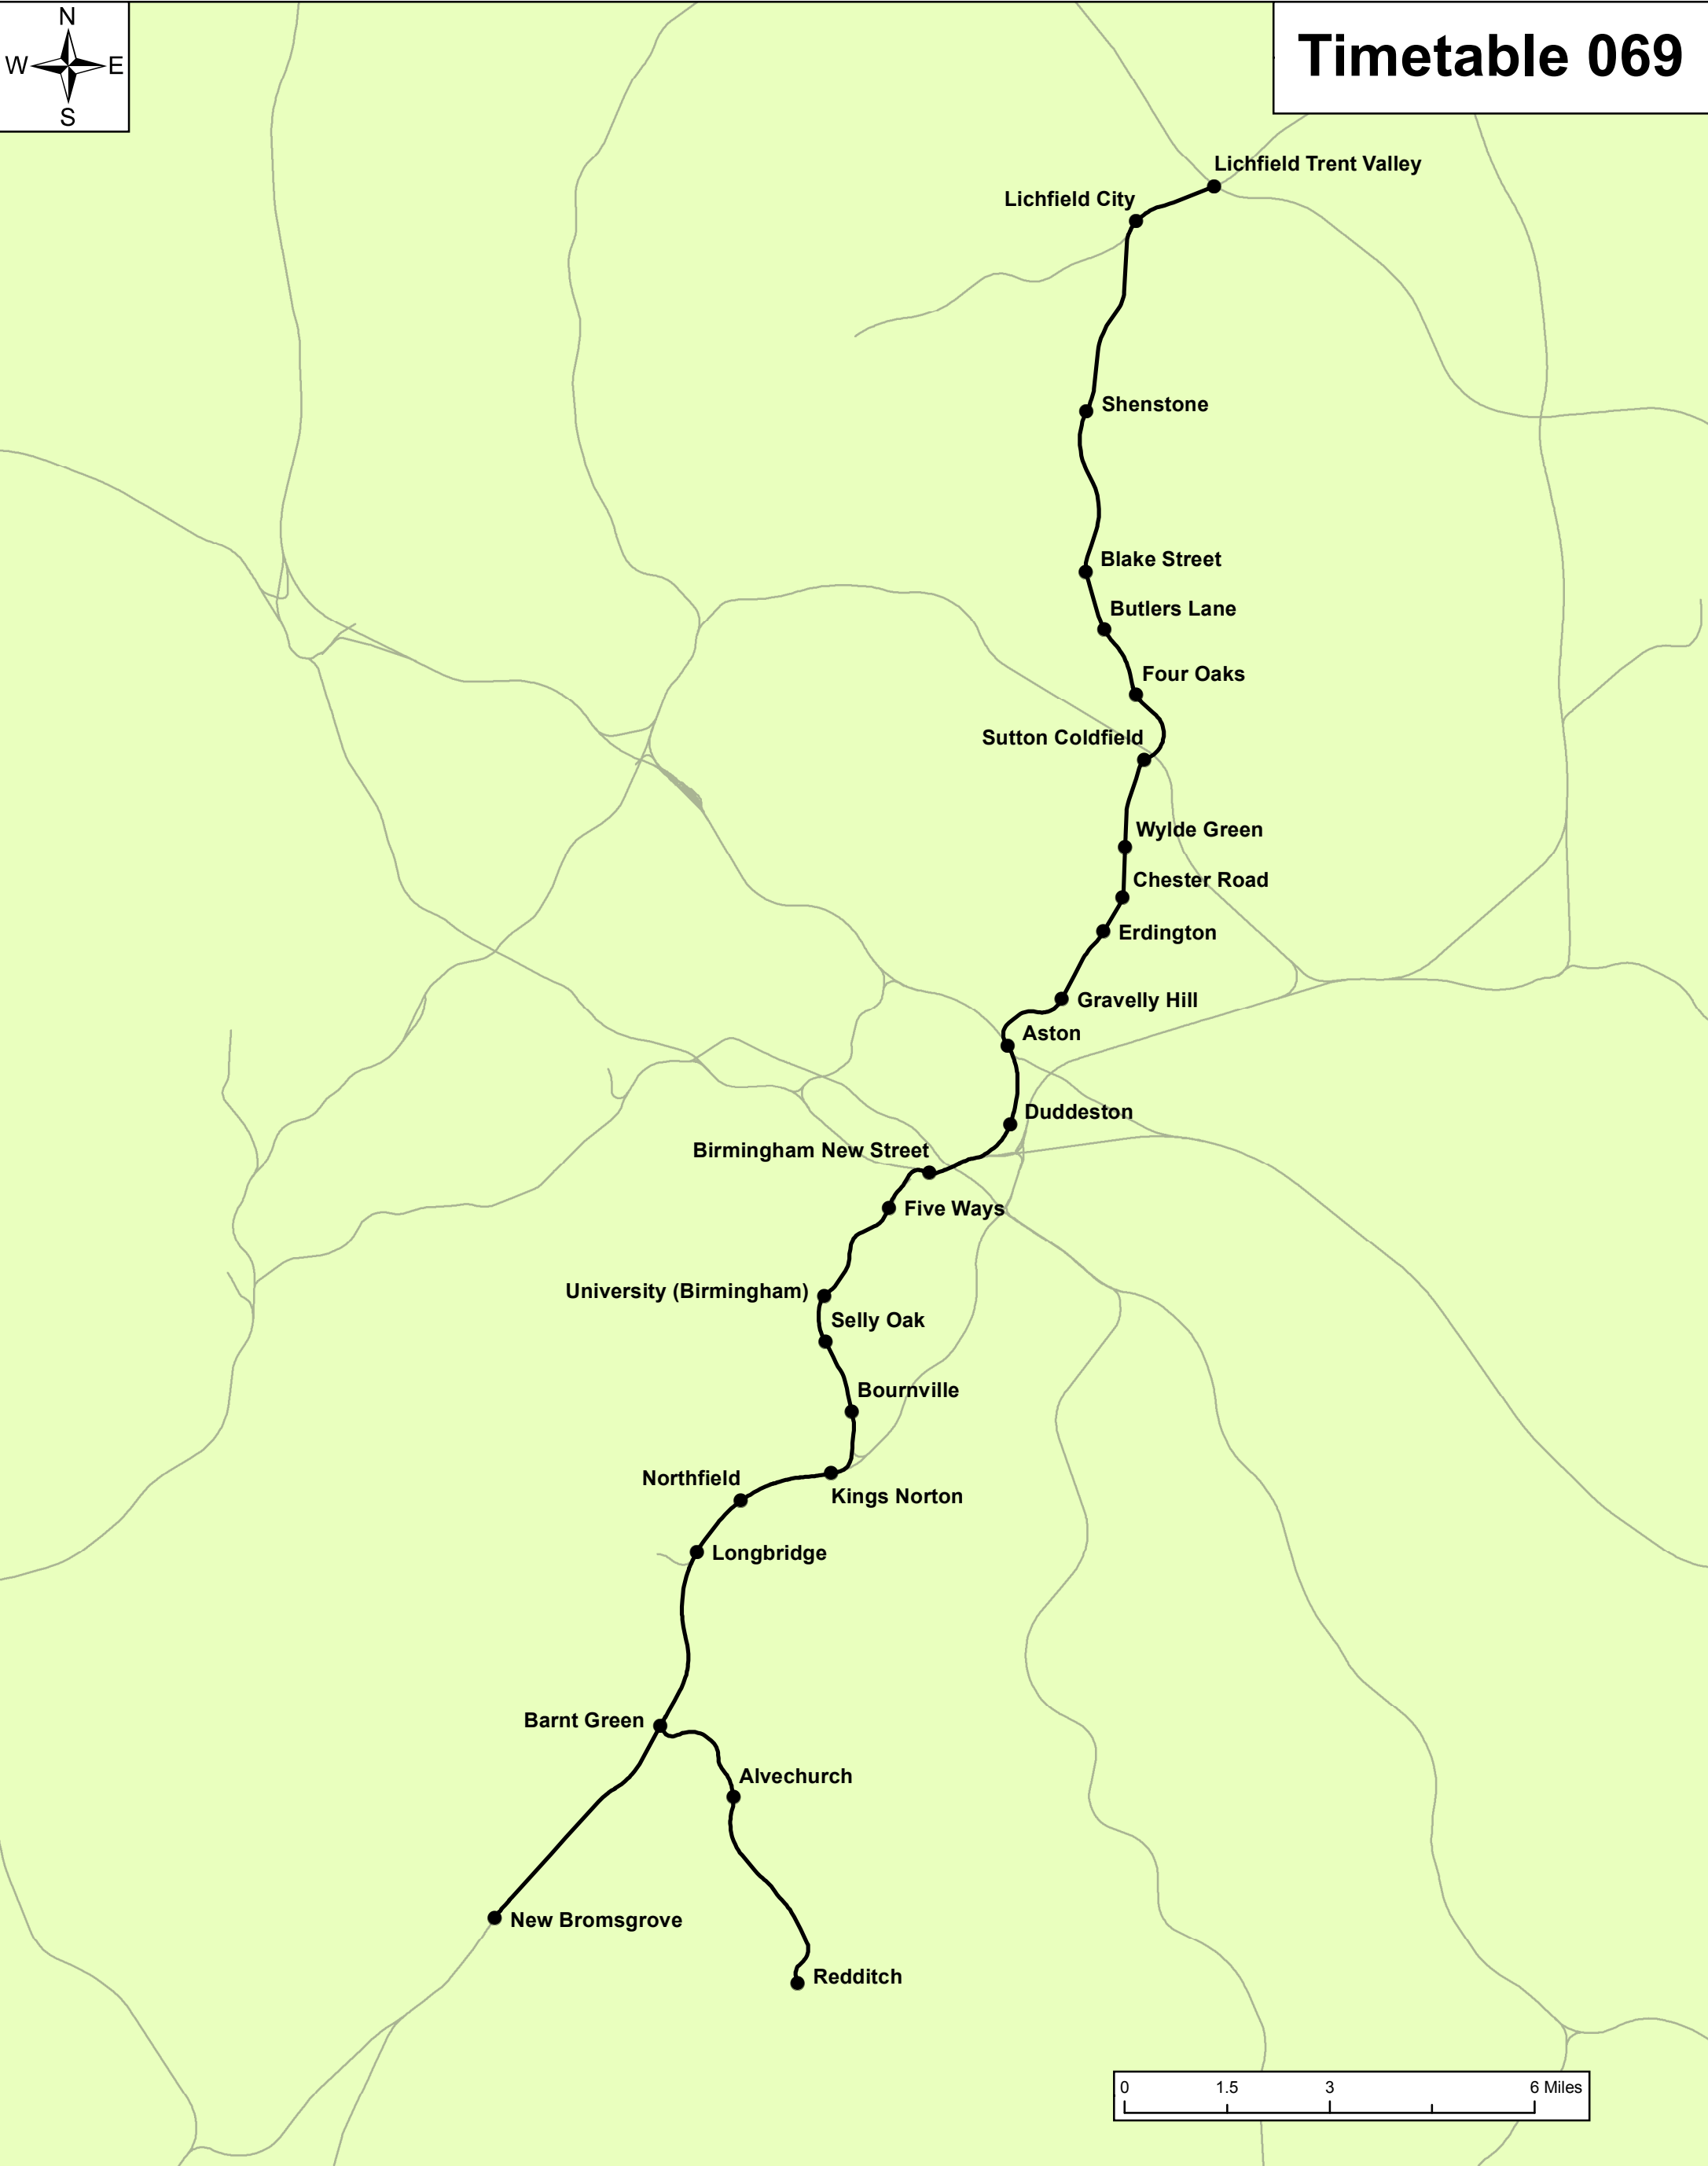 N
W E
S
Timetable 069
Lichfield Trent Valley
Lichfield City
Shenstone
Blake Street
Butlers Lane
Four Oaks
Sutton Coldfield
Wylde Green
Chester Road
Erdington
Gravelly Hill
Aston
Duddeston
Birmingham New Street
Five Ways
University (Birmingham)
Selly Oak
Bournville
Northfield
Kings Norton
Longbridge
Barnt Green
Alvechurch
New Bromsgrove
Redditch
0 1.5 3 6 Miles